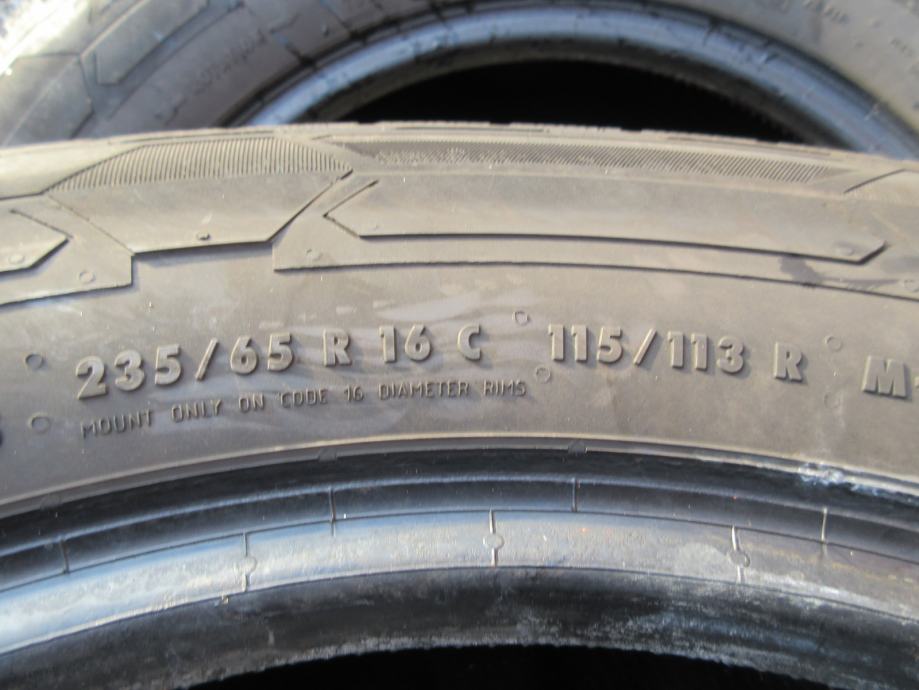 235/65 R 16 C 115/113 R M
MOUNT ONLY ON CODE 16 DIAMETER RIMS